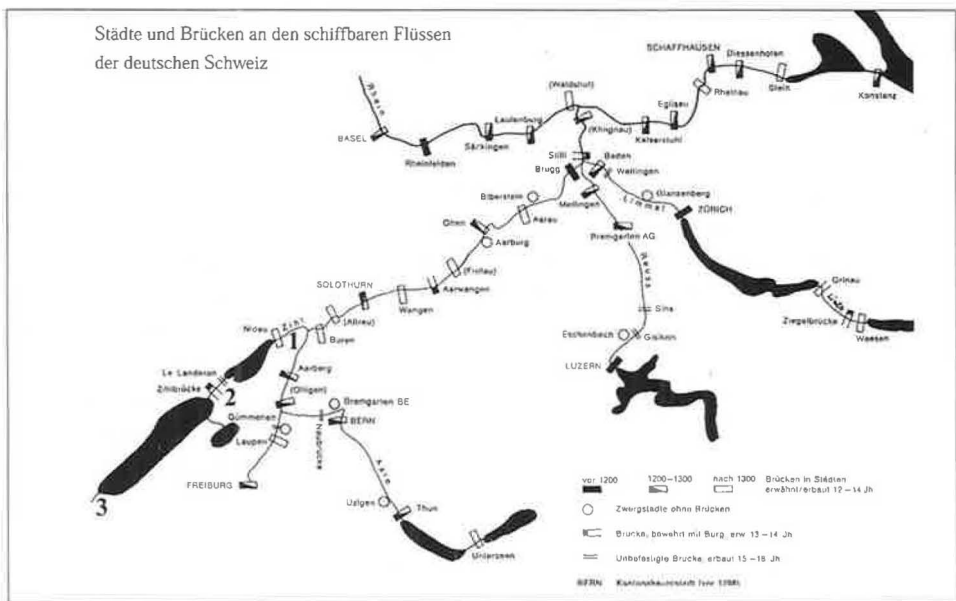 Städte und Brücken an den schiffbaren Flüssen
der deutschen Schweiz
SCHAFFHAUSEN
Diessenhofen
(Waldshut)
Rhein
Stein
Konstanz
Rheinau
Eglisau
Laufenburg
(Klingnau)
Kaiserstuhl
BASEL
Säckingen
Rheinfelden
Stilli
Baden
Brugg
Wettingen
Biberstein
Glanzenberg
Limmat
Mellingen
ZÜRICH
Olten
Aarau
Bremgarten AG
Aarburg
(Fridau)
Reuss
Grinau
SOLOTHURN
Aarwangen
Linth
Wangen
Sins
Ziegelbrücke
Weesen
Nidau
Zihl
(Altreu)
1
Büren
Eschenbach
Gisikon
Le Landeron
Aarberg
LUZERN
Zihlbrücke
2
(Oltigen)
Bremgarten BE
Gümmenen
BERN
Neubrücke
Laupen
Aare
FREIBURG
3
Uttigen
Thun
Unterseen
vor 1200
1200–1300
nach 1300
Brücken in Städten
erwähnt/erbaut 12.–14. Jh
Zwergstädte ohne Brücken
Brücke, bewehrt mit Burg, erw 13–14 Jh
Unbefestigte Brücke, erbaut 15–16 Jh
BERN
Kantonshauptstadt